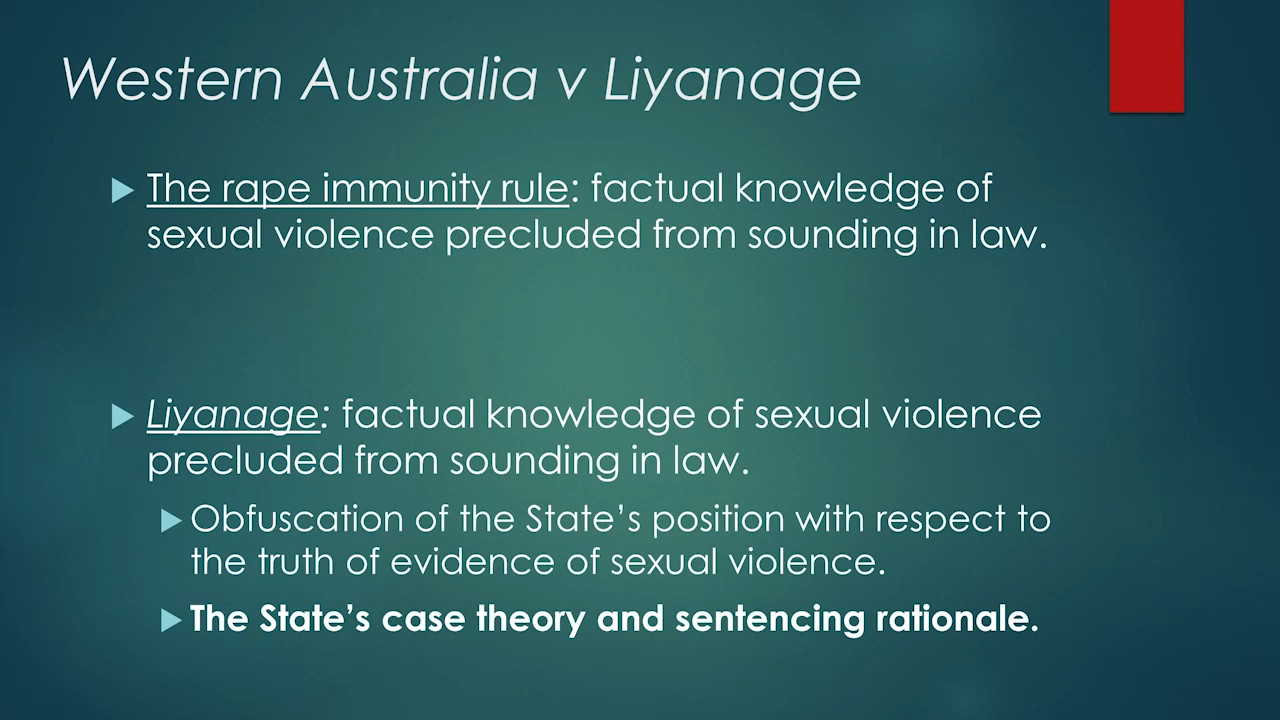 Western Australia v Liyanage
The rape immunity rule: factual knowledge of
sexual violence precluded from sounding in law.
Liyanage: factual knowledge of sexual violence
precluded from sounding in law.
Obfuscation of the State’s position with respect to
the truth of evidence of sexual violence.
The State’s case theory and sentencing rationale.